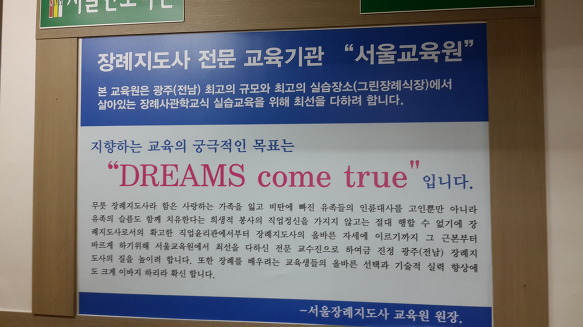 장례지도사 전문 교육기관 “서울교육원”
본 교육원은 광주(전남) 최고의 규모와 최고의 실습장소(그린장례식장)에서
살아있는 장례사관학교식 실습교육을 위해 최선을 다하려 합니다.
지향하는 교육의 궁극적인 목표는
“DREAMS come true"입니다.
무릇 장례지도사라 함은 사랑하는 가족을 잃고 비탄에 빠진 유족들의 인륜대사를 고인뿐만 아니라
유족의 슬픔도 함께 치유한다는 희생적 봉사의 직업정신을 가지지 않고는 절대 행할 수 없기에 장
례지도사로서의 확고한 직업윤리관에서부터 장례지도사의 올바른 자세에 이르기까지 그 근본부터
바르게 하기위해 서울교육원에서 최선을 다하신 전문 교수진으로 하여금 진정 광주(전남) 장례지도
사의 질을 높이려 합니다. 또한 장례를 배우려는 교육생들의 올바른 선택과 기술적 실력 향상에
도 크게 이바지 하리라 확신 합니다.
-서울장례지도사 교육원 원장.